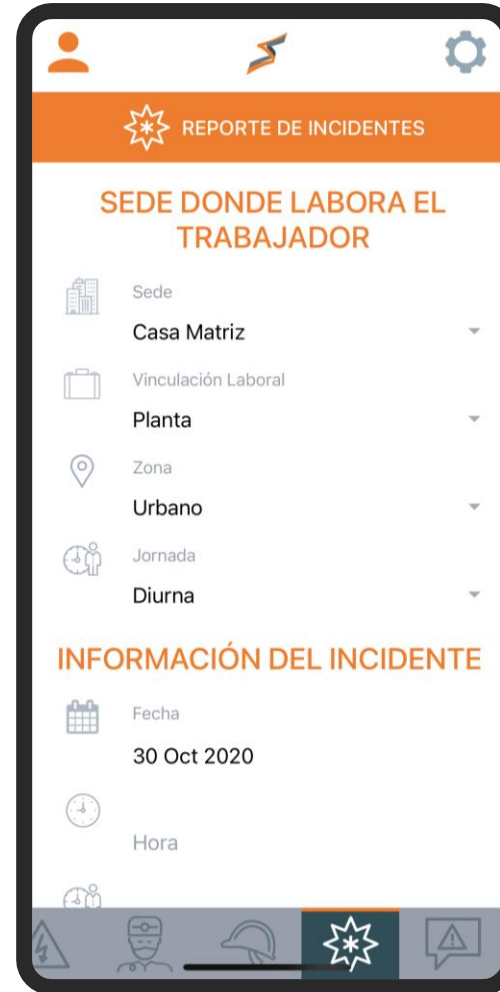 REPORTE DE INCIDENTES
SEDE DONDE LABORA EL
TRABAJADOR
Sede
Casa Matriz
Vinculación Laboral
Planta
Zona
Urbano
Jornada
Diurna
INFORMACIÓN DEL INCIDENTE
Fecha
30 Oct 2020
Hora